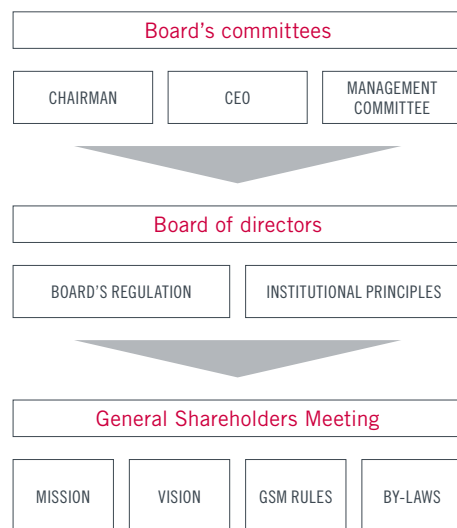 Board's committees
CHAIRMAN
CEO
MANAGEMENT
COMMITTEE
Board of directors
BOARD'S REGULATION
INSTITUTIONAL PRINCIPLES
General Shareholders Meeting
MISSION
VISION
GSM RULES
BY-LAWS